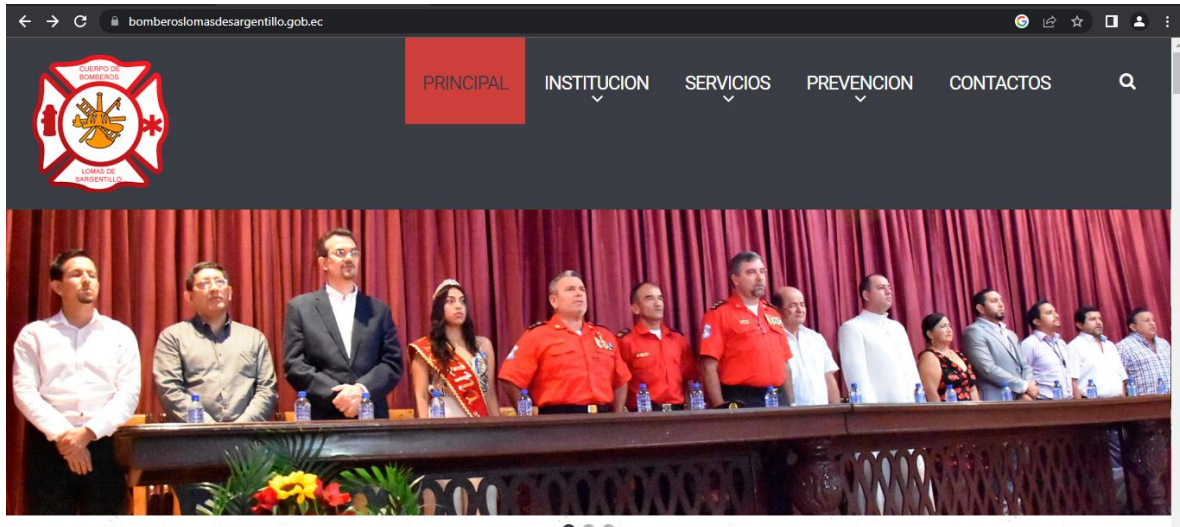 bomberoslomasdesargentillo.gob.ec
CUERPO DE
BOMBEROS
LOMAS DE
SARGENTILLO
PRINCIPAL INSTITUCION SERVICIOS PREVENCION CONTACTOS